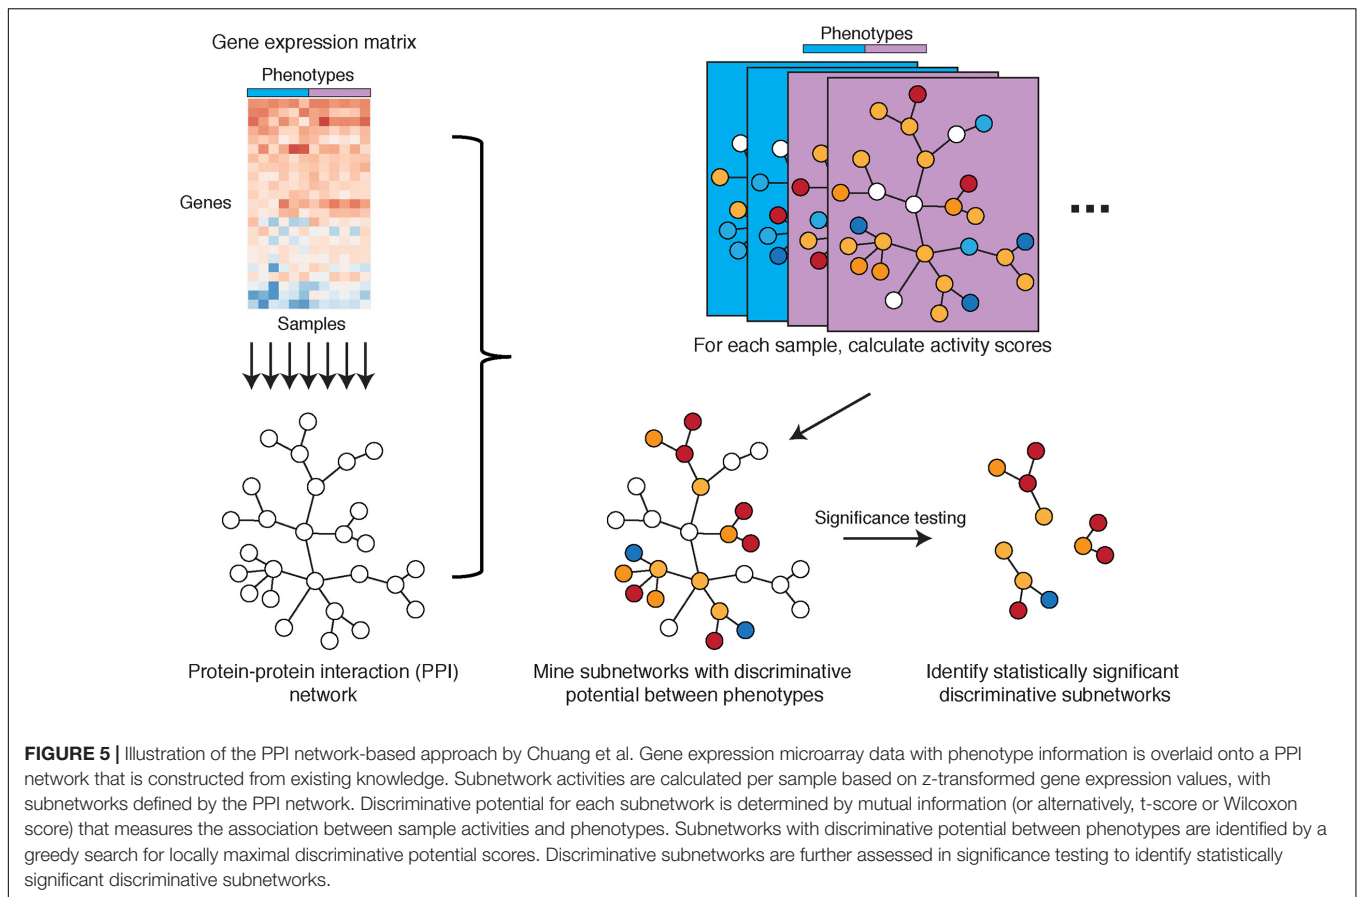 Gene expression matrix
Phenotypes
Genes
Samples
Protein-protein interaction (PPI)
network
Phenotypes
For each sample, calculate activity scores
Mine subnetworks with discriminative
potential between phenotypes
Significance testing
Identify statistically significant
discriminative subnetworks
FIGURE 5 | Illustration of the PPI network-based approach by Chuang et al. Gene expression microarray data with phenotype information is overlaid onto a PPI
network that is constructed from existing knowledge. Subnetwork activities are calculated per sample based on z-transformed gene expression values, with
subnetworks defined by the PPI network. Discriminative potential for each subnetwork is determined by mutual information (or alternatively, t-score or Wilcoxon
score) that measures the association between sample activities and phenotypes. Subnetworks with discriminative potential between phenotypes are identified by a
greedy search for locally maximal discriminative potential scores. Discriminative subnetworks are further assessed in significance testing to identify statistically
significant discriminative subnetworks.